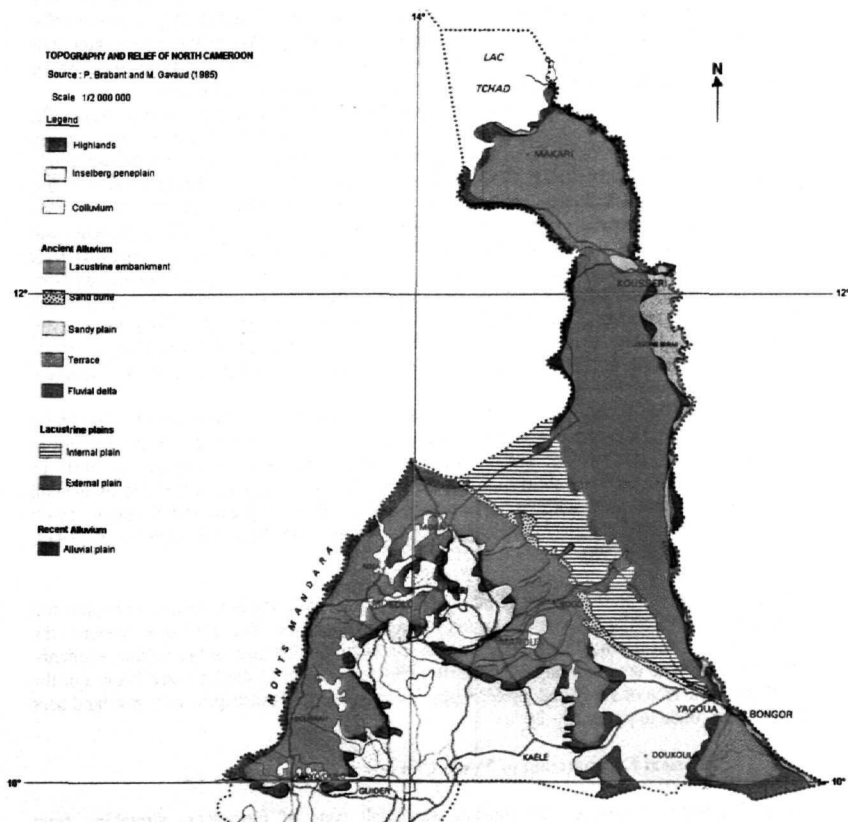 14°
TOPOGRAPHY AND RELIEF OF NORTH CAMEROON
Source : P. Brabant and M. Gavaud (1985)
Scale 1/2 000 000
Legend
Highlands
Inselberg peneplain
Colluvium
Ancient Alluvium
Lacustrine embankment
Sand dune
Sandy plain
Terrace
Fluvial delta
Lacustrine plains
Internal plain
External plain
Recent Alluvium
Alluvial plain
LAC
TCHAD
N
MAKARI
KOUSSERI
12°
12°
MONTS MANDARA
YAGOUA
BONGOR
KAELE
DOUKOULA
GUIDER
10°
10°